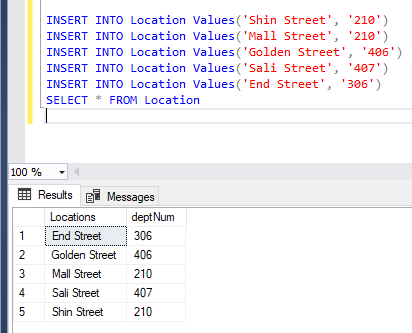 INSERT INTO Location Values('Shin Street', '210')
INSERT INTO Location Values('Mall Street', '210')
INSERT INTO Location Values('Golden Street', '406')
INSERT INTO Location Values('Sali Street', '407')
INSERT INTO Location Values('End Street', '306')
SELECT * FROM Location
100 %
Results Messages
Locations deptNum
1 End Street 306
2 Golden Street 406
3 Mall Street 210
4 Sali Street 407
5 Shin Street 210